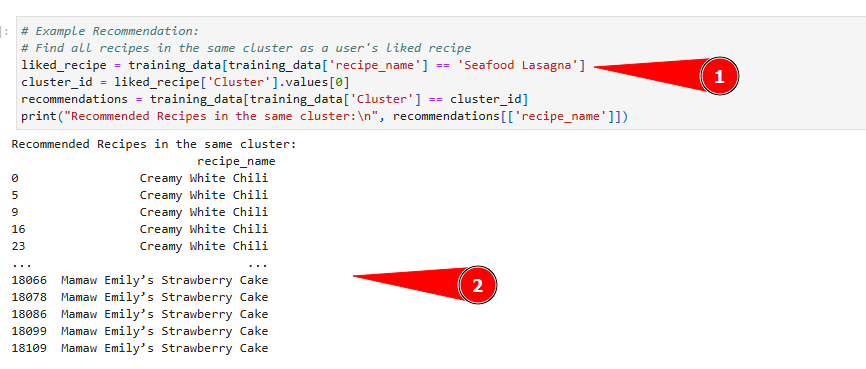 :
# Example Recommendation:
# Find all recipes in the same cluster as a user's liked recipe
liked_recipe = training_data[training_data['recipe_name'] == 'Seafood Lasagna']
cluster_id = liked_recipe['Cluster'].values[0]
recommendations = training_data[training_data['Cluster'] == cluster_id]
print("Recommended Recipes in the same cluster:\n", recommendations[['recipe_name']])
1
Recommended Recipes in the same cluster:
recipe_name
0 Creamy White Chili
5 Creamy White Chili
9 Creamy White Chili
16 Creamy White Chili
23 Creamy White Chili
... ...
18066 Mamaw Emily’s Strawberry Cake
18078 Mamaw Emily’s Strawberry Cake
18086 Mamaw Emily’s Strawberry Cake
18099 Mamaw Emily’s Strawberry Cake
18109 Mamaw Emily’s Strawberry Cake
2